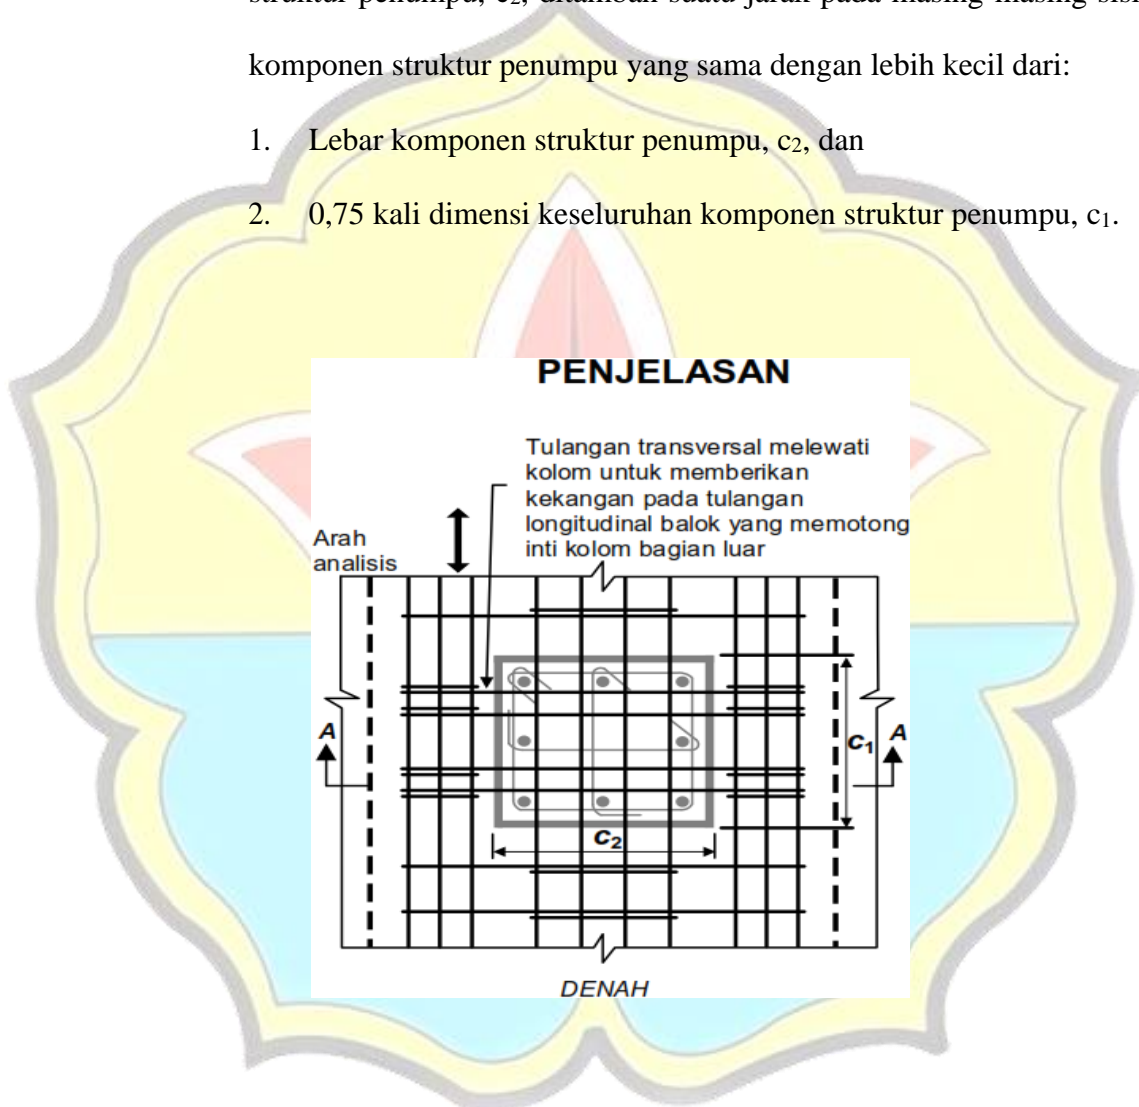 struktur penumpu, c₂, ditambah suatu jarak pada masing-masing sisi
komponen struktur penumpu yang sama dengan lebih kecil dari:
1. Lebar komponen struktur penumpu, c₂, dan
2. 0,75 kali dimensi keseluruhan komponen struktur penumpu, c₁.
PENJELASAN
Tulangan transversal melewati
kolom untuk memberikan
kekangan pada tulangan
longitudinal balok yang memotong
inti kolom bagian luar
Arah
analisis
A
c₁
A
c₂
DENAH